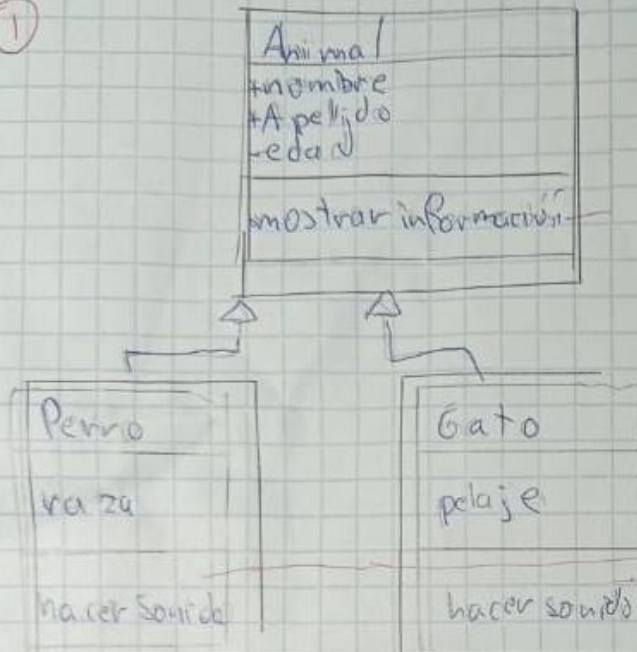 1
Animal
+nombre
+Apellido
-edad
+mostrar información
Perro
raza
hacer sonido
Gato
pelaje
hacer sonido